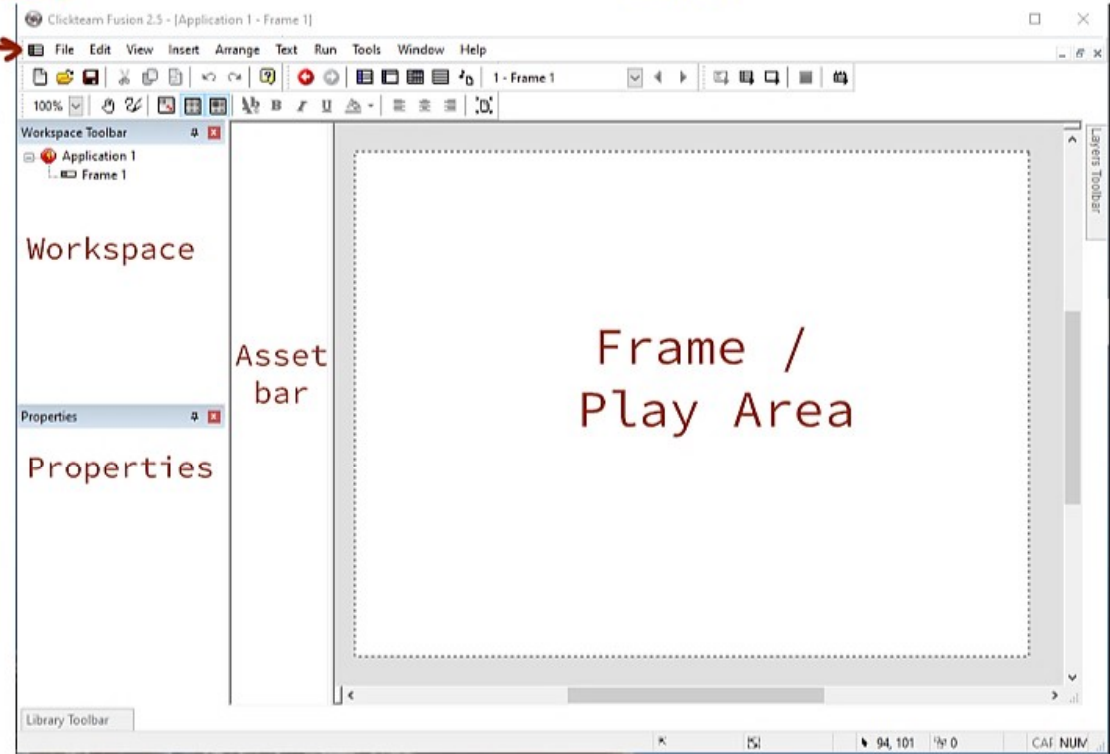 Clickteam Fusion 2.5 - [Application 1 - Frame 1]
File Edit View Insert Arrange Text Run Tools Window Help
1 - Frame 1
100% B I U
Workspace Toolbar
Application 1
Frame 1
Workspace
Asset
bar
Frame /
Play Area
Layers Toolbar
Properties
Properties
Library Toolbar
94, 101 0 CAF NUM